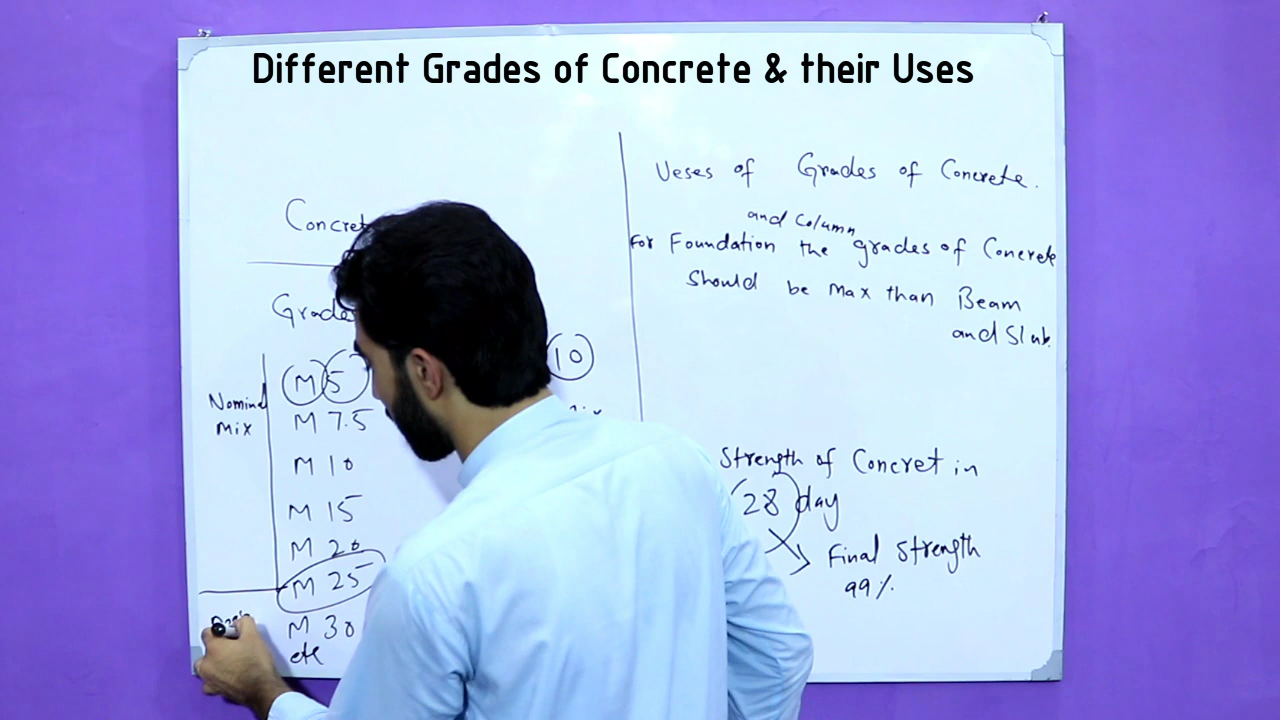 Different Grades of Concrete & their Uses
Concret
Grade
Nominal
Mix
M 5
M 7.5
M 10
M 15
M 20
M 25
M 30
etc
10
Ueses of Grades of Concrete.
and Column
For Foundation the grades of Concrete
Should be Max than Beam
and Slab.
Strength of Concret in
28 day
Final Strength
99%